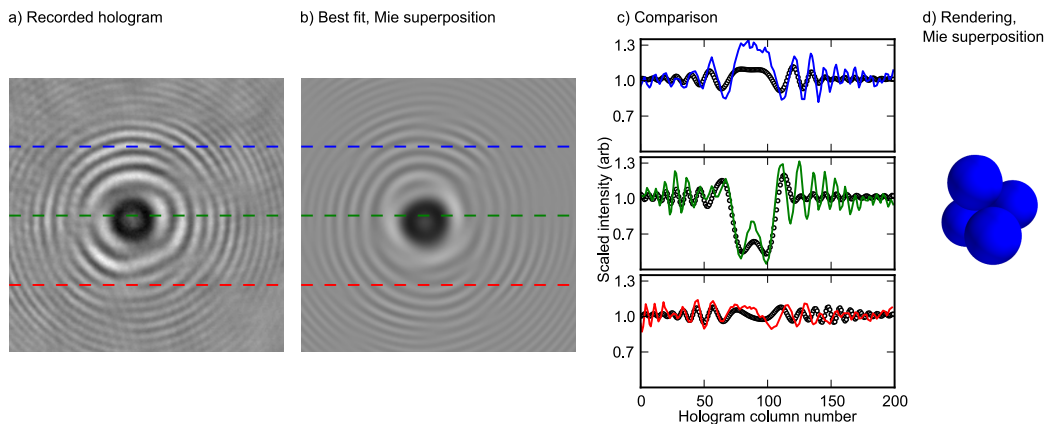 a) Recorded hologram
b) Best fit, Mie superposition
c) Comparison
d) Rendering,
Mie superposition
Scaled intensity (arb)
1.3
1.0
0.7
1.3
1.0
0.7
1.3
1.0
0.7
0 50 100 150 200
Hologram column number